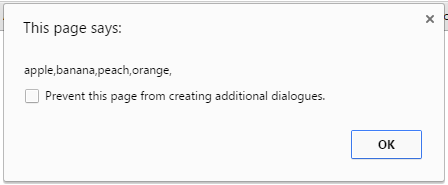 This page says:
apple,banana,peach,orange,
Prevent this page from creating additional dialogues.
OK